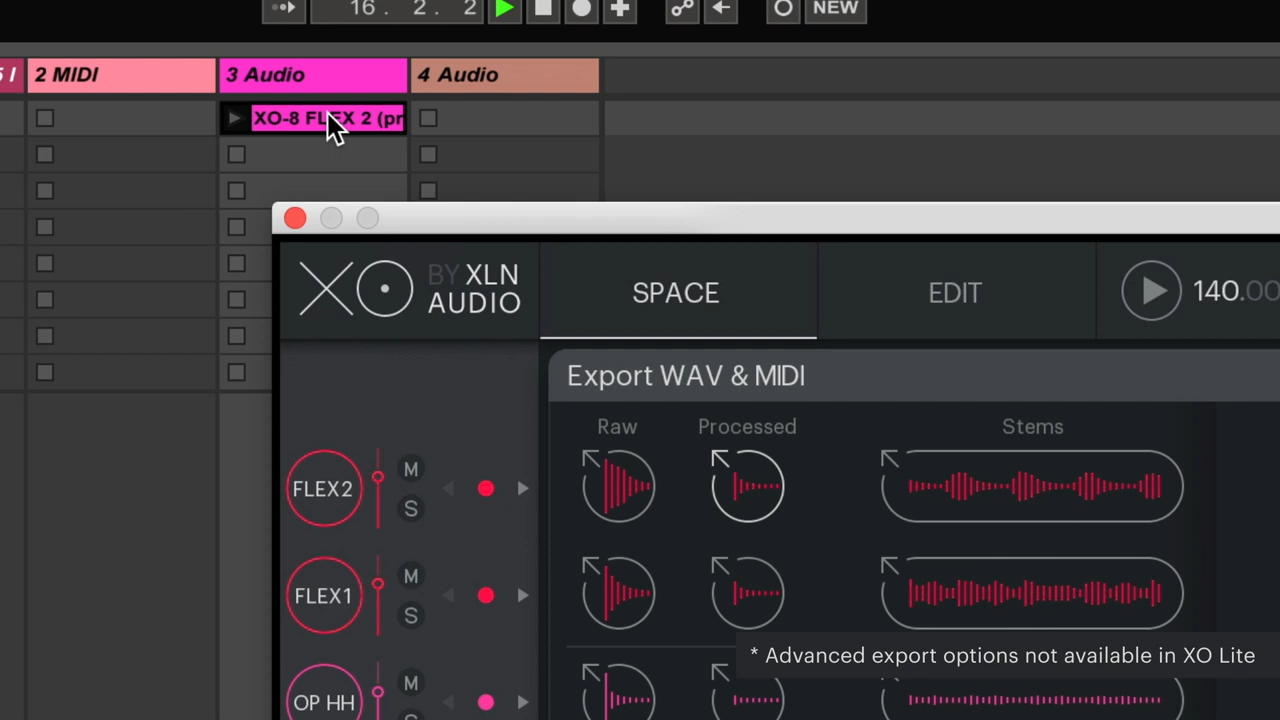 16. 2. 2
NEW
2 MIDI
3 Audio
4 Audio
XO-8 FLEX 2 (pr
XO BY XLN
AUDIO
SPACE
EDIT
140.00
Export WAV & MIDI
Raw
Processed
Stems
FLEX2
M
S
FLEX1
M
S
* Advanced export options not available in XO Lite
OP HH
M